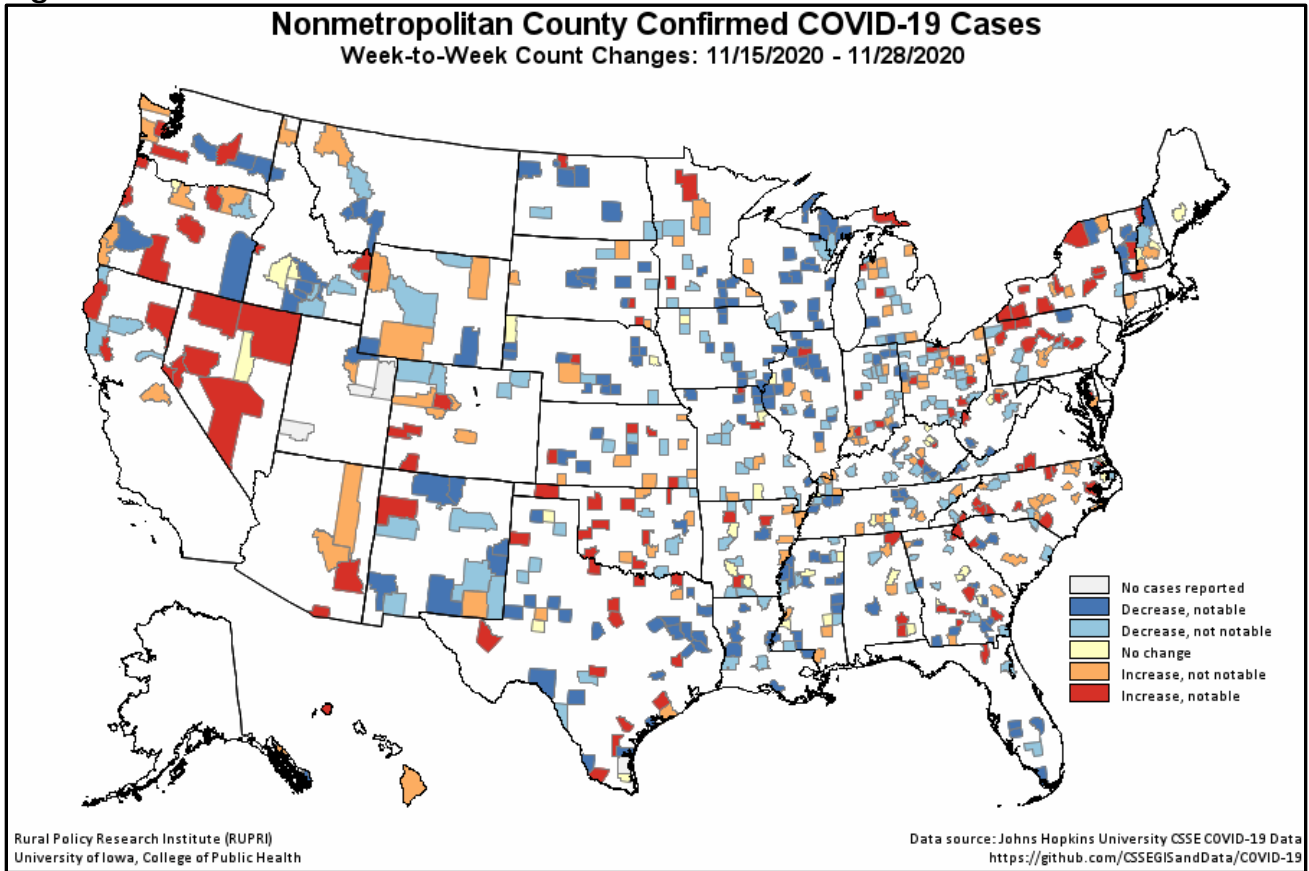 Nonmetropolitan County Confirmed COVID-19 Cases
Week-to-Week Count Changes: 11/15/2020 - 11/28/2020
No cases reported
Decrease, notable
Decrease, not notable
No change
Increase, not notable
Increase, notable
Rural Policy Research Institute (RUPRI)
University of Iowa, College of Public Health
Data source: Johns Hopkins University CSSE COVID-19 Data
https://github.com/CSSEGISandData/COVID-19